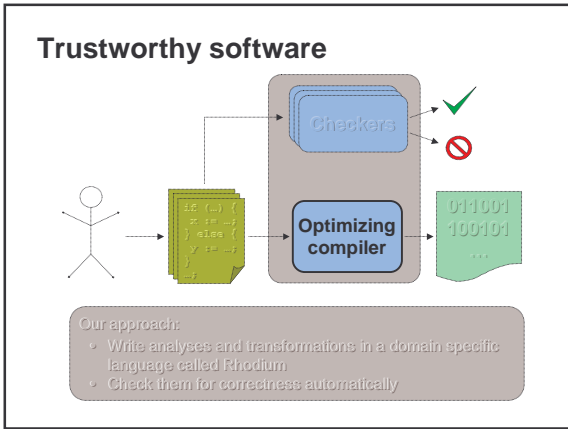 Trustworthy software
Checkers
if (…) {
x := …;
} else {
y := …;
}
…;
Optimizing
compiler
011001
100101
...
Our approach:
• Write analyses and transformations in a domain specific
language called Rhodium
• Check them for correctness automatically